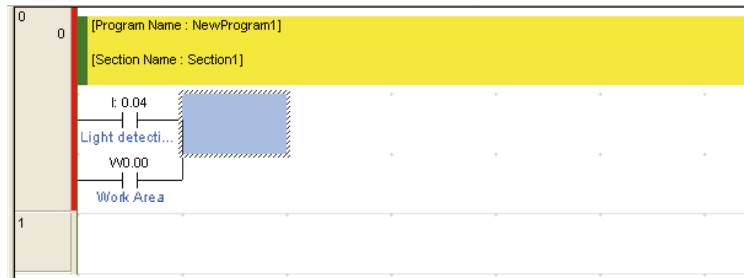 0
0
[Program Name : NewProgram1]
[Section Name : Section1]
I: 0.04
Light detecti...
W0.00
Work Area
1